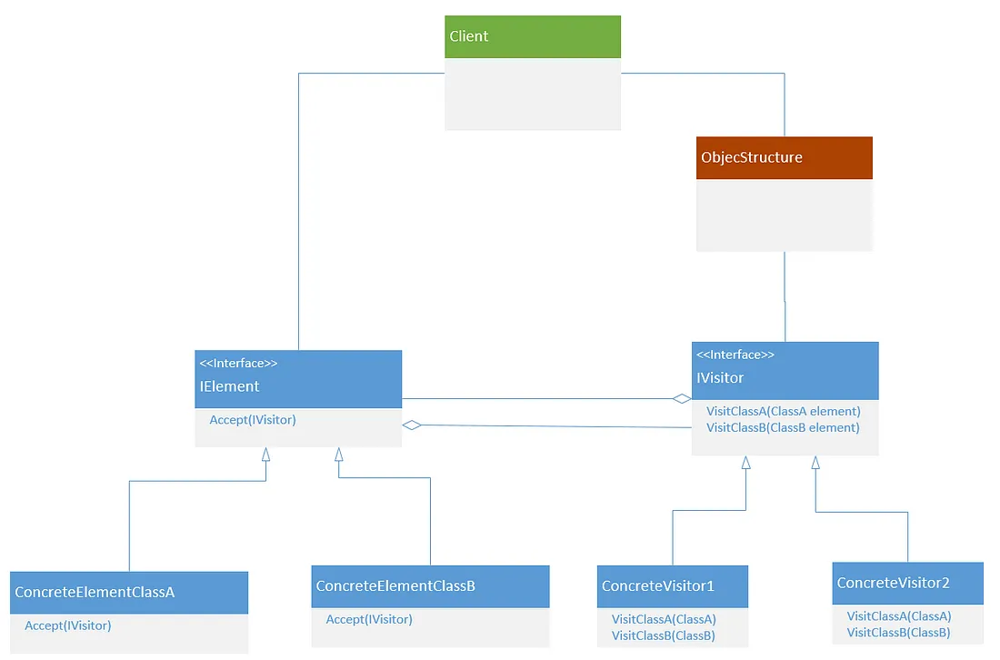 Client
ObjecStructure
<<Interface>>
IElement
Accept(IVisitor)
<<Interface>>
IVisitor
VisitClassA(ClassA element)
VisitClassB(ClassB element)
ConcreteElementClassA
Accept(IVisitor)
ConcreteElementClassB
Accept(IVisitor)
ConcreteVisitor1
VisitClassA(ClassA)
VisitClassB(ClassB)
ConcreteVisitor2
VisitClassA(ClassA)
VisitClassB(ClassB)